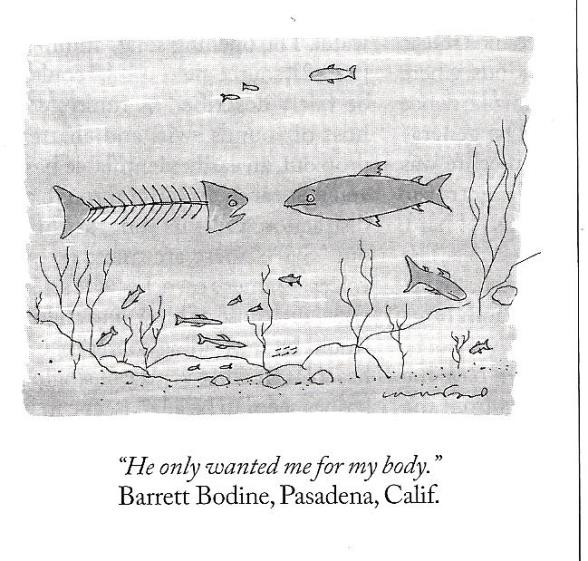 “He only wanted me for my body.”
Barrett Bodine, Pasadena, Calif.